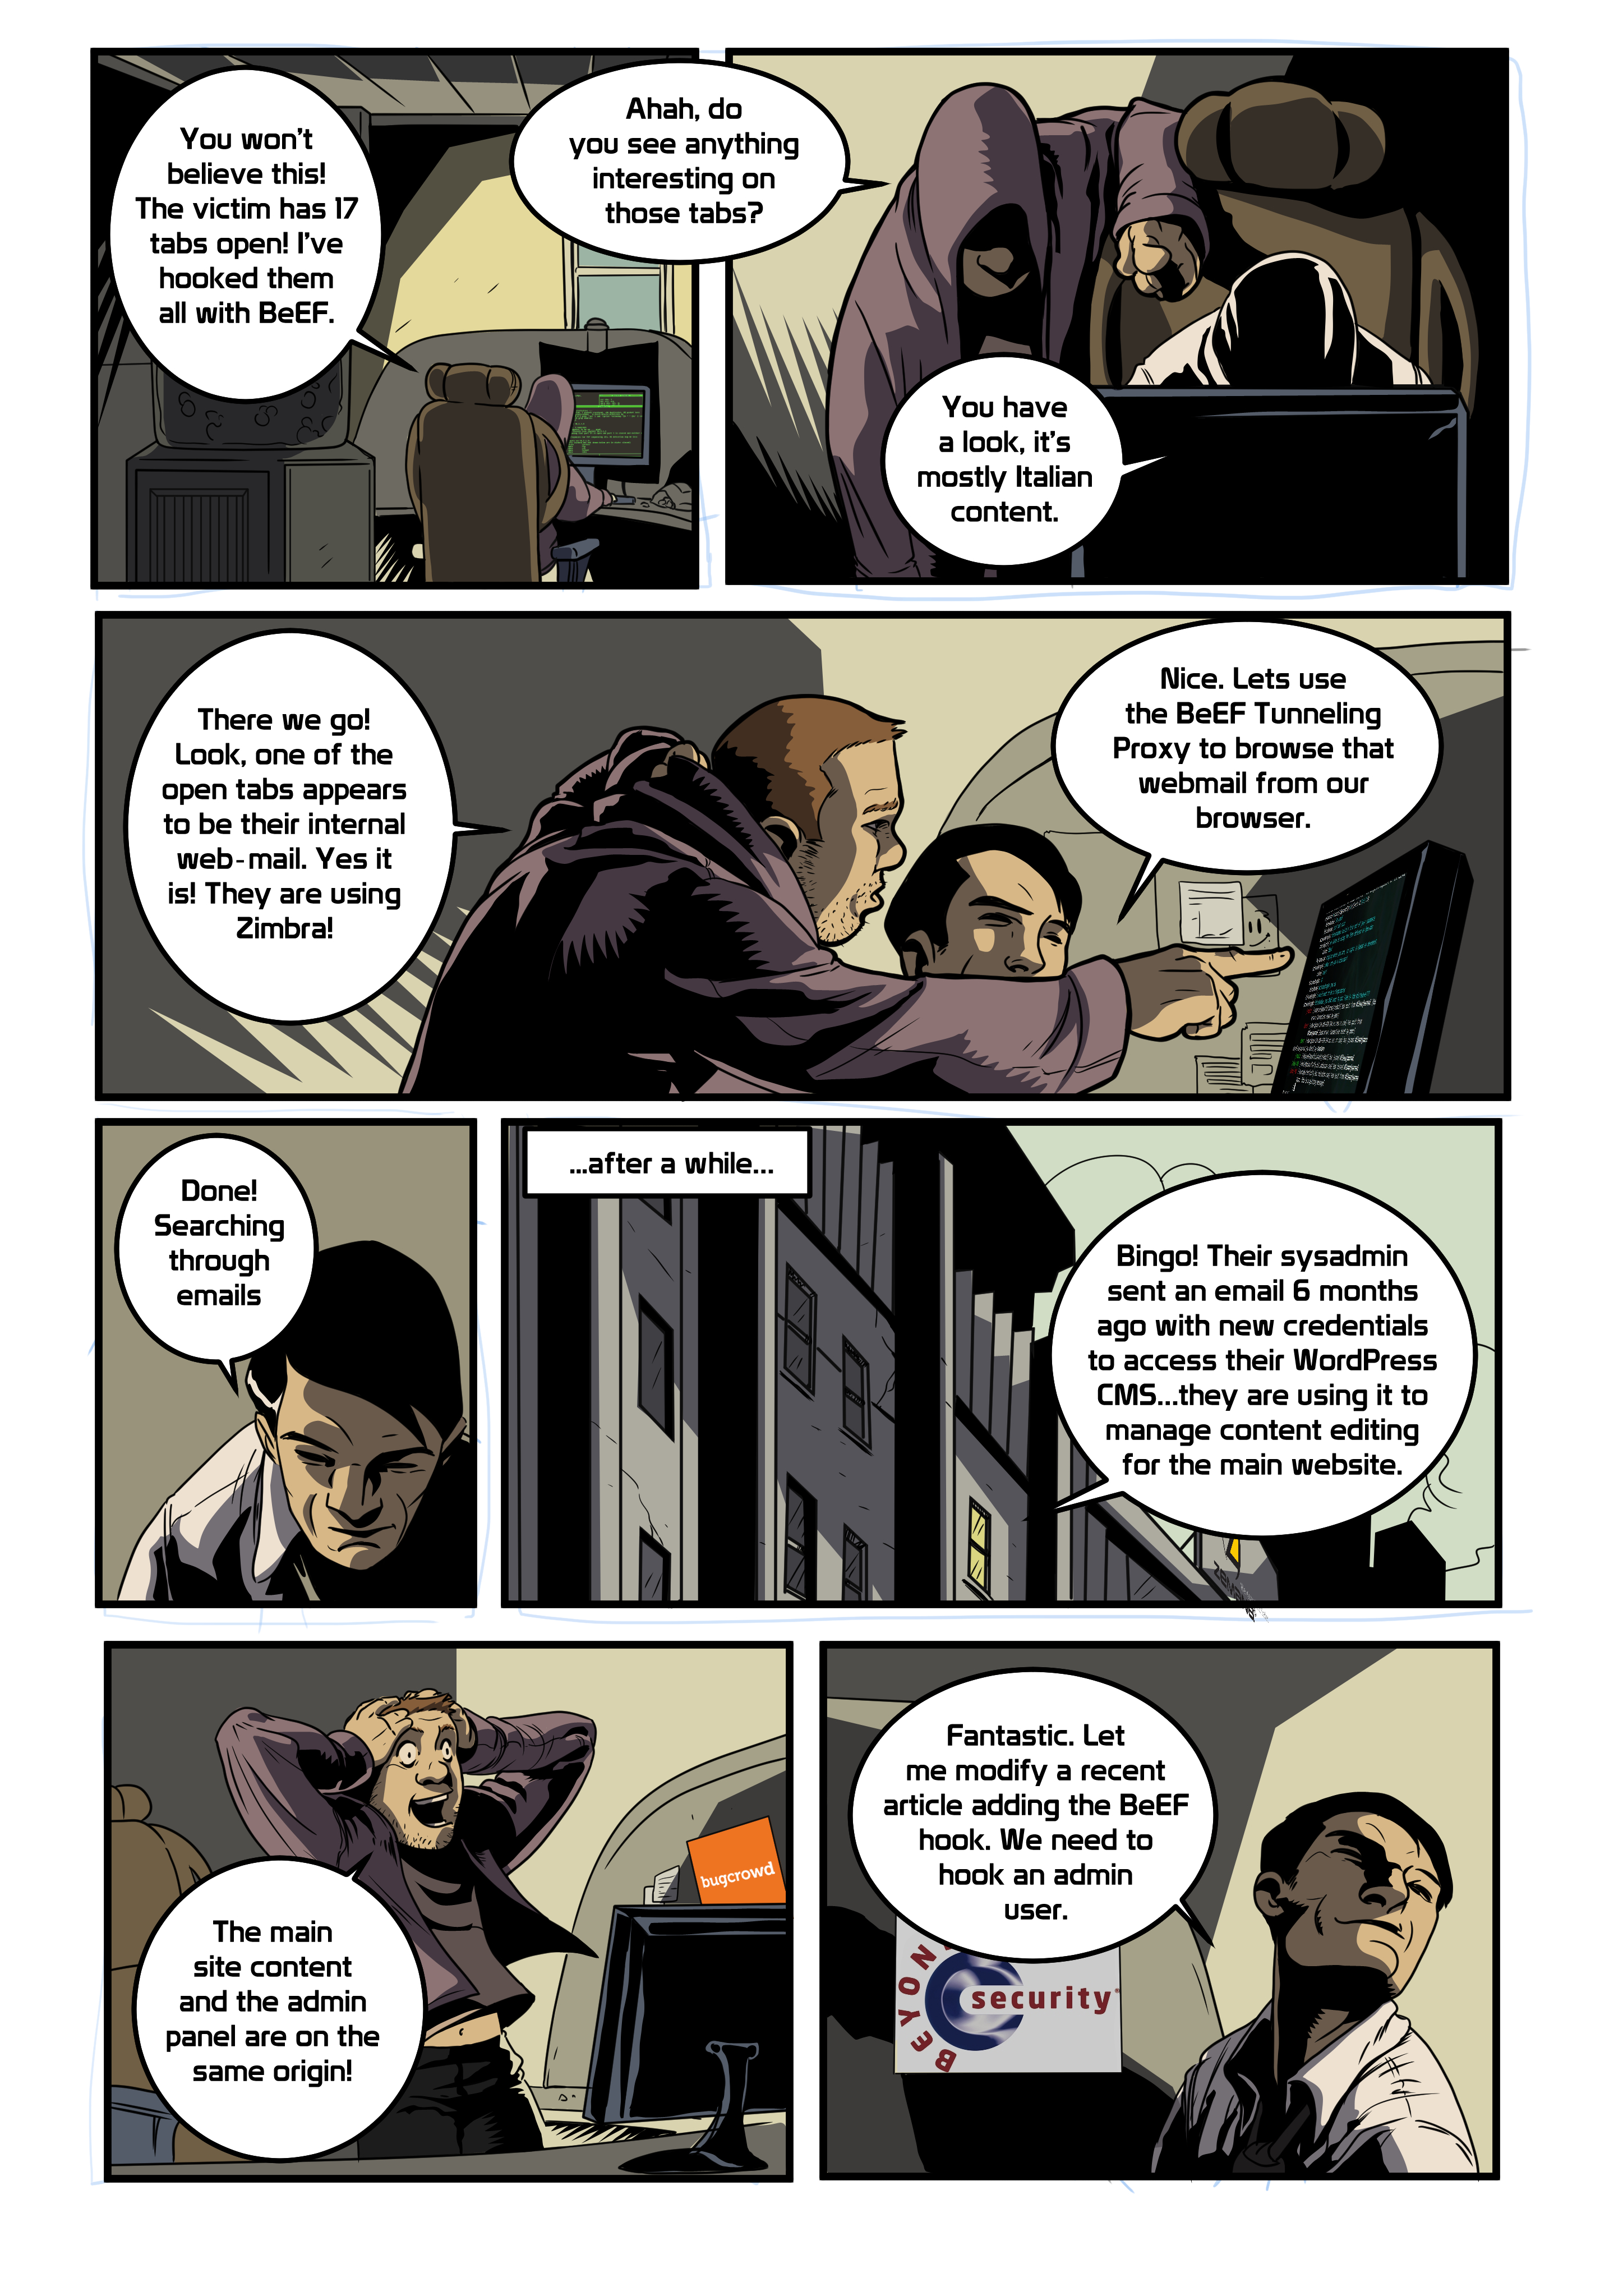 You won't
believe this!
The victim has 17
tabs open! I've
hooked them
all with BeEF.
Ahah, do
you see anything
interesting on
those tabs?
You have
a look, it's
mostly Italian
content.
There we go!
Look, one of the
open tabs appears
to be their internal
web-mail. Yes it
is! They are using
Zimbra!
Nice. Lets use
the BeEF Tunneling
Proxy to browse that
webmail from our
browser.
Done!
Searching
through
emails
...after a while...
Bingo! Their sysadmin
sent an email 6 months
ago with new credentials
to access their WordPress
CMS...they are using it to
manage content editing
for the main website.
bugcrowd
The main
site content
and the admin
panel are on the
same origin!
Fantastic. Let
me modify a recent
article adding the BeEF
hook. We need to
hook an admin
user.
BEYON
security